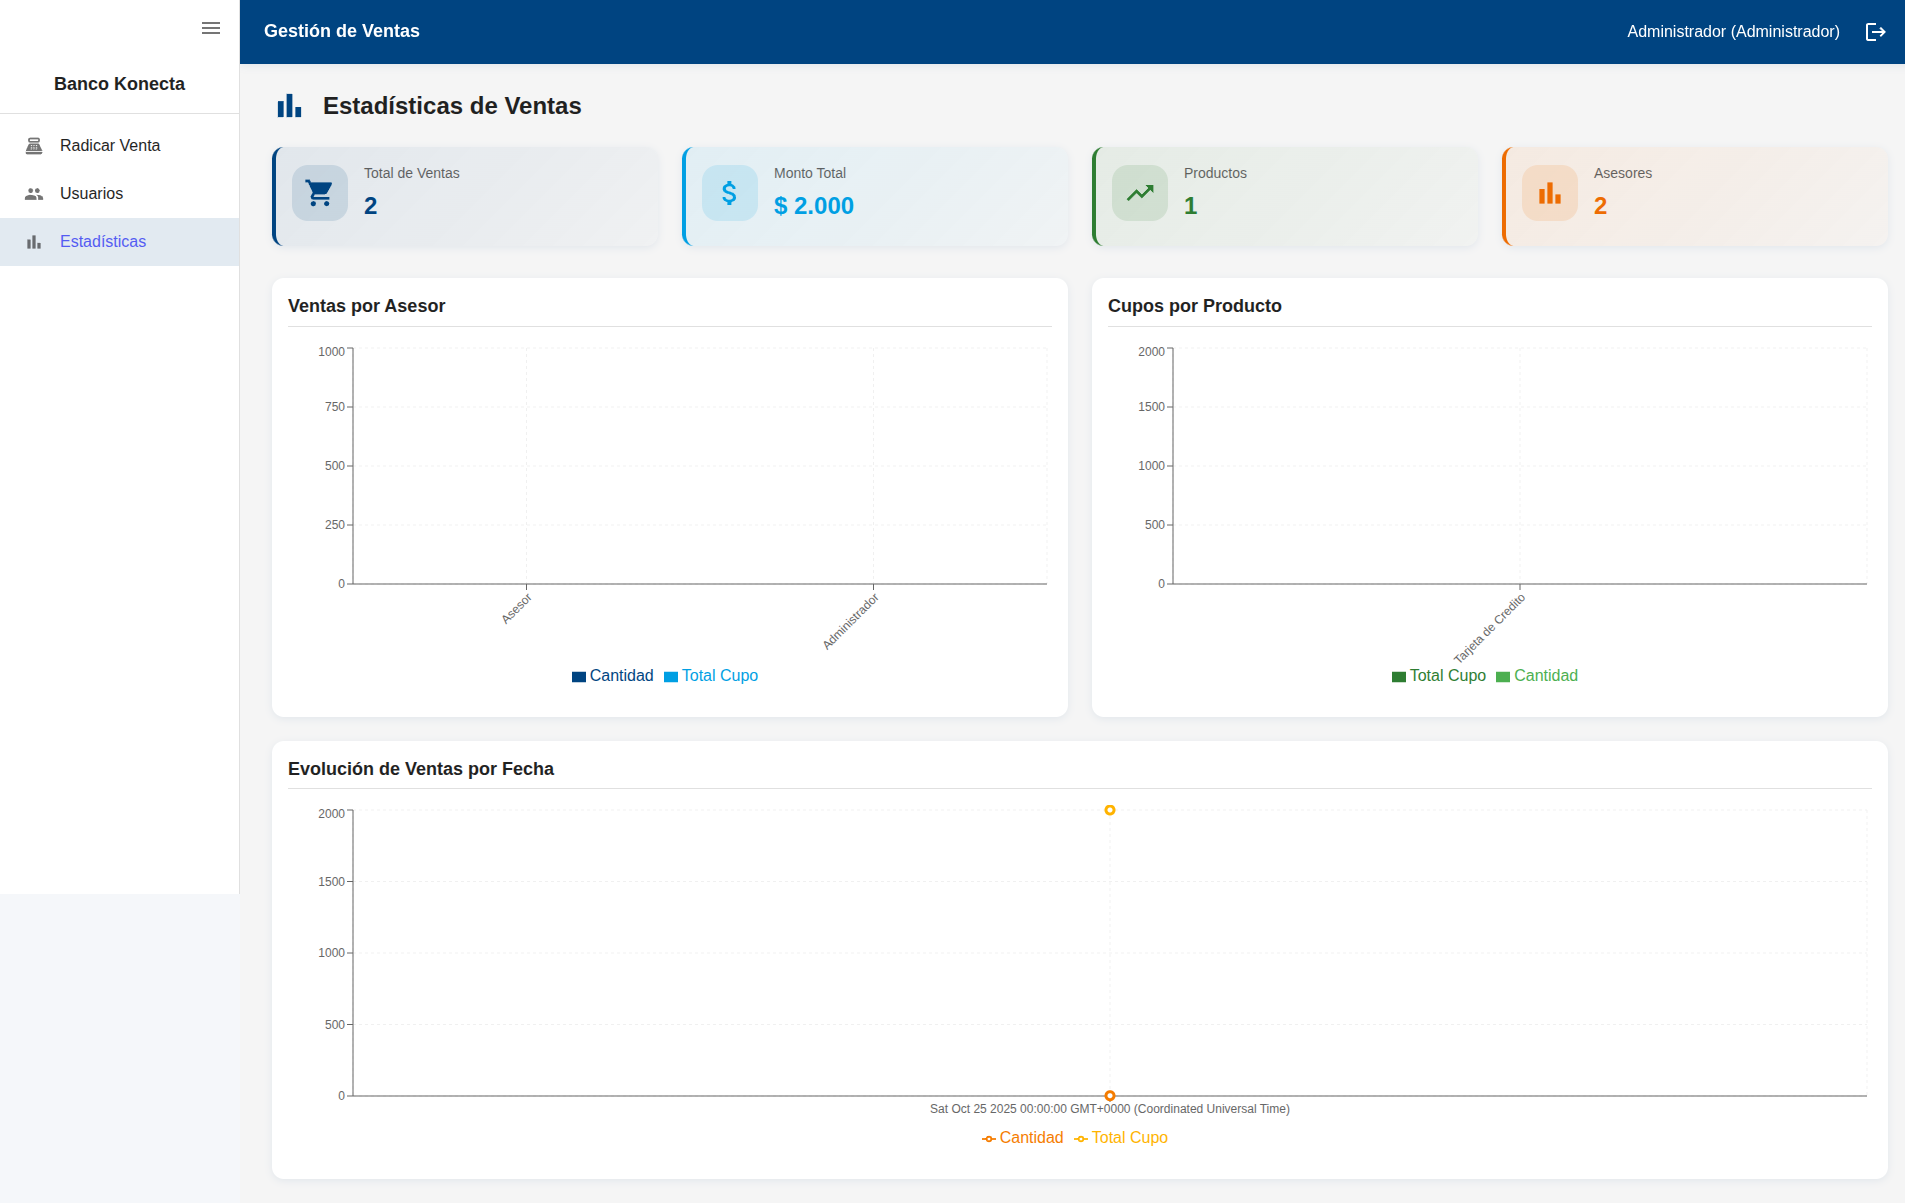 Gestión de Ventas
Administrador (Administrador)
Banco Konecta
Radicar Venta
Usuarios
Estadísticas
Estadísticas de Ventas
Total de Ventas
2
Monto Total
$ 2.000
Productos
1
Asesores
2
Ventas por Asesor
1000
750
500
250
0
Asesor
Administrador
Cantidad
Total Cupo
Cupos por Producto
2000
1500
1000
500
0
Tarjeta de Credito
Total Cupo
Cantidad
Evolución de Ventas por Fecha
2000
1500
1000
500
0
Sat Oct 25 2025 00:00:00 GMT+0000 (Coordinated Universal Time)
Cantidad
Total Cupo